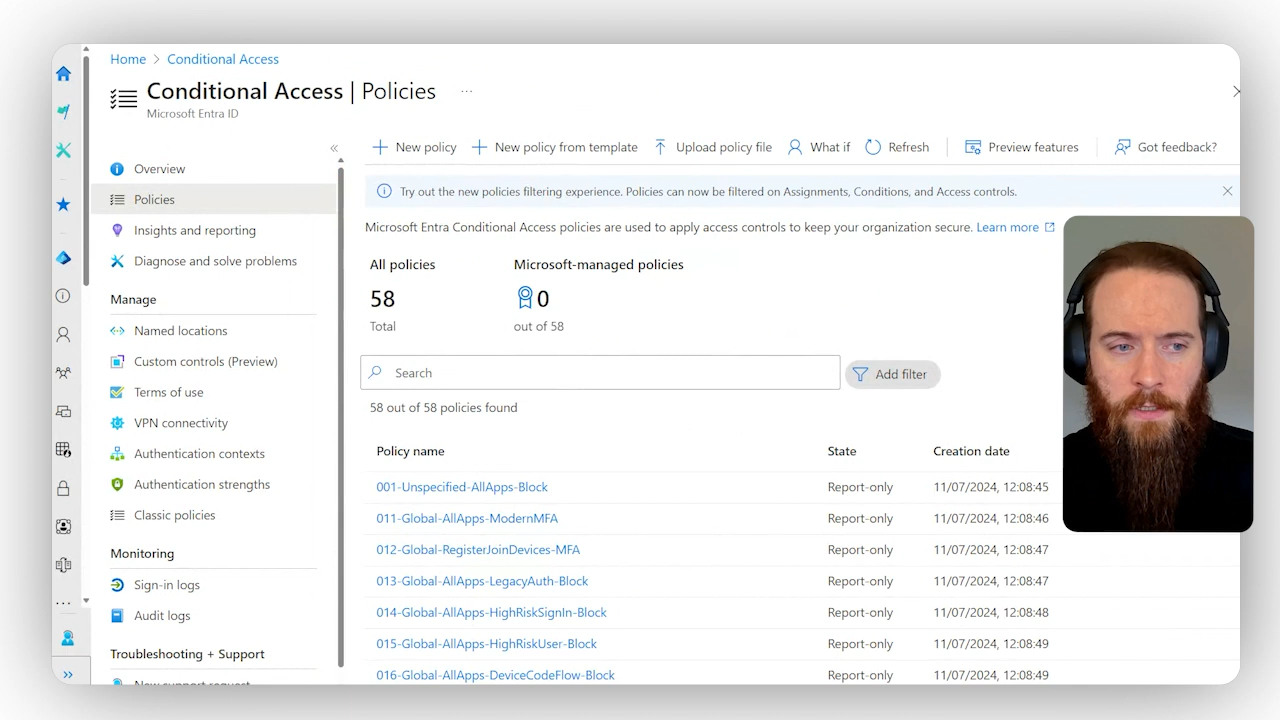 Home > Conditional Access
Conditional Access | Policies ...
Microsoft Entra ID
«
Overview
Policies
Insights and reporting
Diagnose and solve problems
Manage
Named locations
Custom controls (Preview)
Terms of use
VPN connectivity
Authentication contexts
Authentication strengths
Classic policies
Monitoring
Sign-in logs
Audit logs
Troubleshooting + Support
New support request
»
New policy New policy from template Upload policy file What if Refresh Preview features Got feedback?
Try out the new policies filtering experience. Policies can now be filtered on Assignments, Conditions, and Access controls.
Microsoft Entra Conditional Access policies are used to apply access controls to keep your organization secure. Learn more
All policies Microsoft-managed policies
58 0
Total out of 58
Search Add filter
58 out of 58 policies found
Policy name State Creation date
001-Unspecified-AllApps-Block Report-only 11/07/2024, 12:08:45
011-Global-AllApps-ModernMFA Report-only 11/07/2024, 12:08:46
012-Global-RegisterJoinDevices-MFA Report-only 11/07/2024, 12:08:47
013-Global-AllApps-LegacyAuth-Block Report-only 11/07/2024, 12:08:47
014-Global-AllApps-HighRiskSignIn-Block Report-only 11/07/2024, 12:08:48
015-Global-AllApps-HighRiskUser-Block Report-only 11/07/2024, 12:08:49
016-Global-AllApps-DeviceCodeFlow-Block Report-only 11/07/2024, 12:08:49